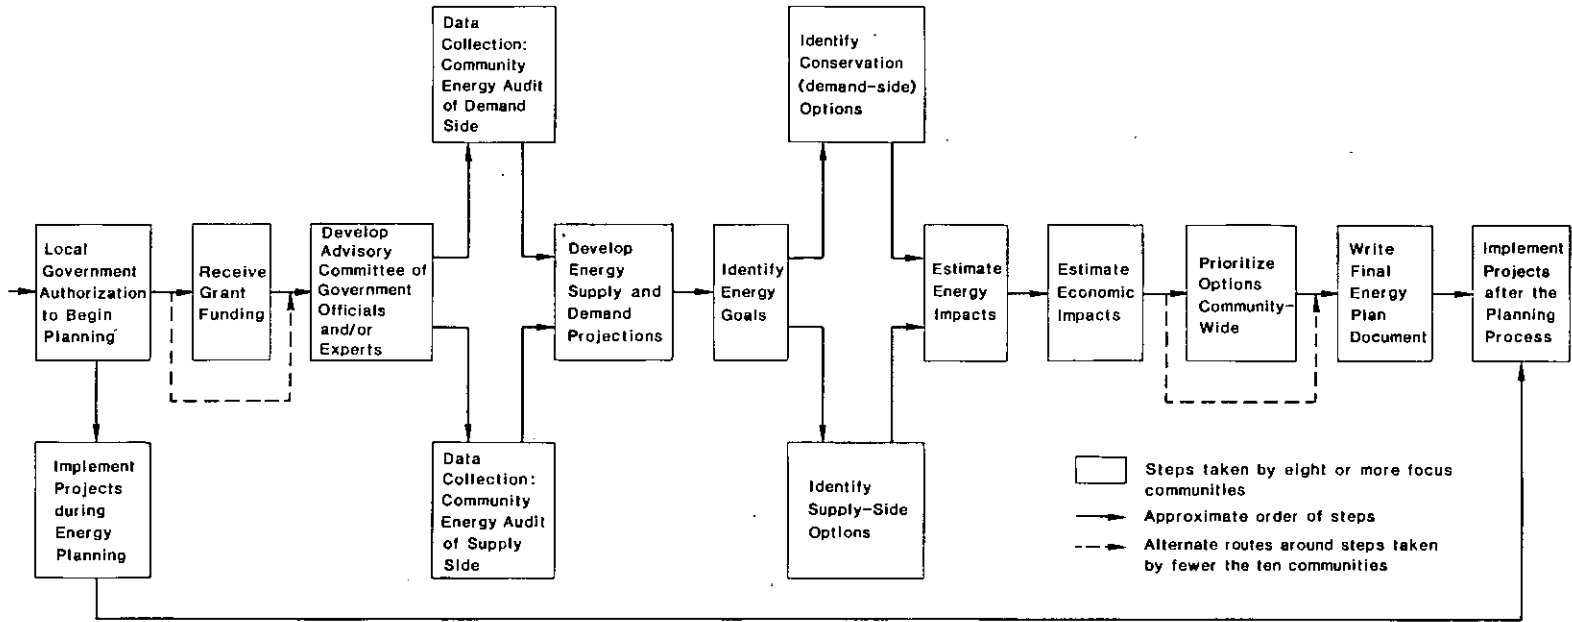 Local
Government
Authorization
to Begin
Planning
Implement
Projects
during
Energy
Planning
Receive
Grant
Funding
Develop
Advisory
Committee of
Government
Officials
and/or
Experts
Data
Collection:
Community
Energy Audit
of Demand
Side
Data
Collection:
Community
Energy Audit
of Supply
Side
Develop
Energy
Supply and
Demand
Projections
Identify
Energy
Goals
Identify
Conservation
(demand-side)
Options
Identify
Supply-Side
Options
Estimate
Energy
Impacts
Estimate
Economic
Impacts
Prioritize
Options
Community-
Wide
Write
Final
Energy
Plan
Document
Implement
Projects
after the
Planning
Process
Steps taken by eight or more focus
communities
Approximate order of steps
Alternate routes around steps taken
by fewer the ten communities